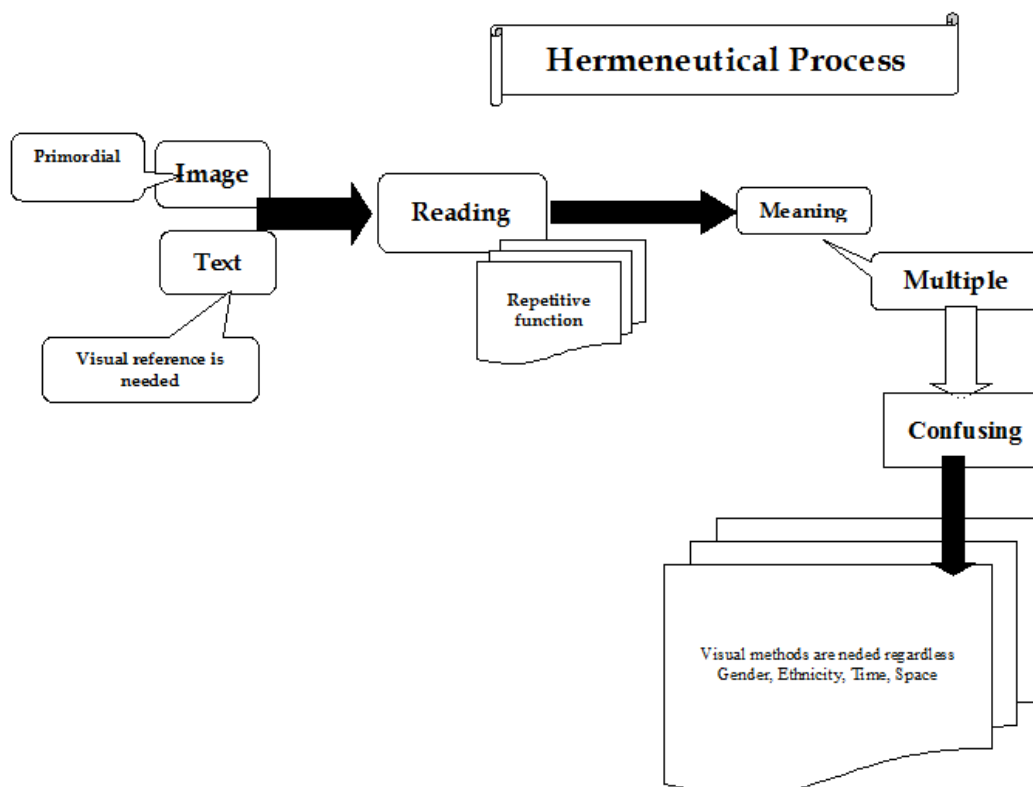 Hermeneutical Process
Primordial
Image
Text
Visual reference is
needed
Reading
Repetitive
function
Meaning
Multiple
Confusing
Visual methods are neded regardless
Gender, Ethnicity, Time, Space